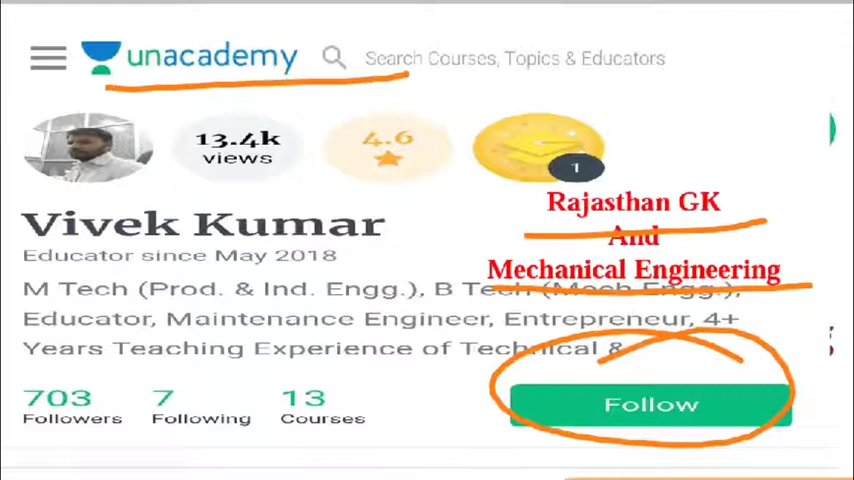 unacademy
Search Courses, Topics & Educators
13.4k
views
4.6
1
Rajasthan GK
And
Mechanical Engineering
Vivek Kumar
Educator since May 2018
M Tech (Prod. & Ind. Engg.), B Tech (Mech Engg.),
Educator, Maintenance Engineer, Entrepreneur, 4+
Years Teaching Experience of Technical &
703
Followers
7
Following
13
Courses
Follow